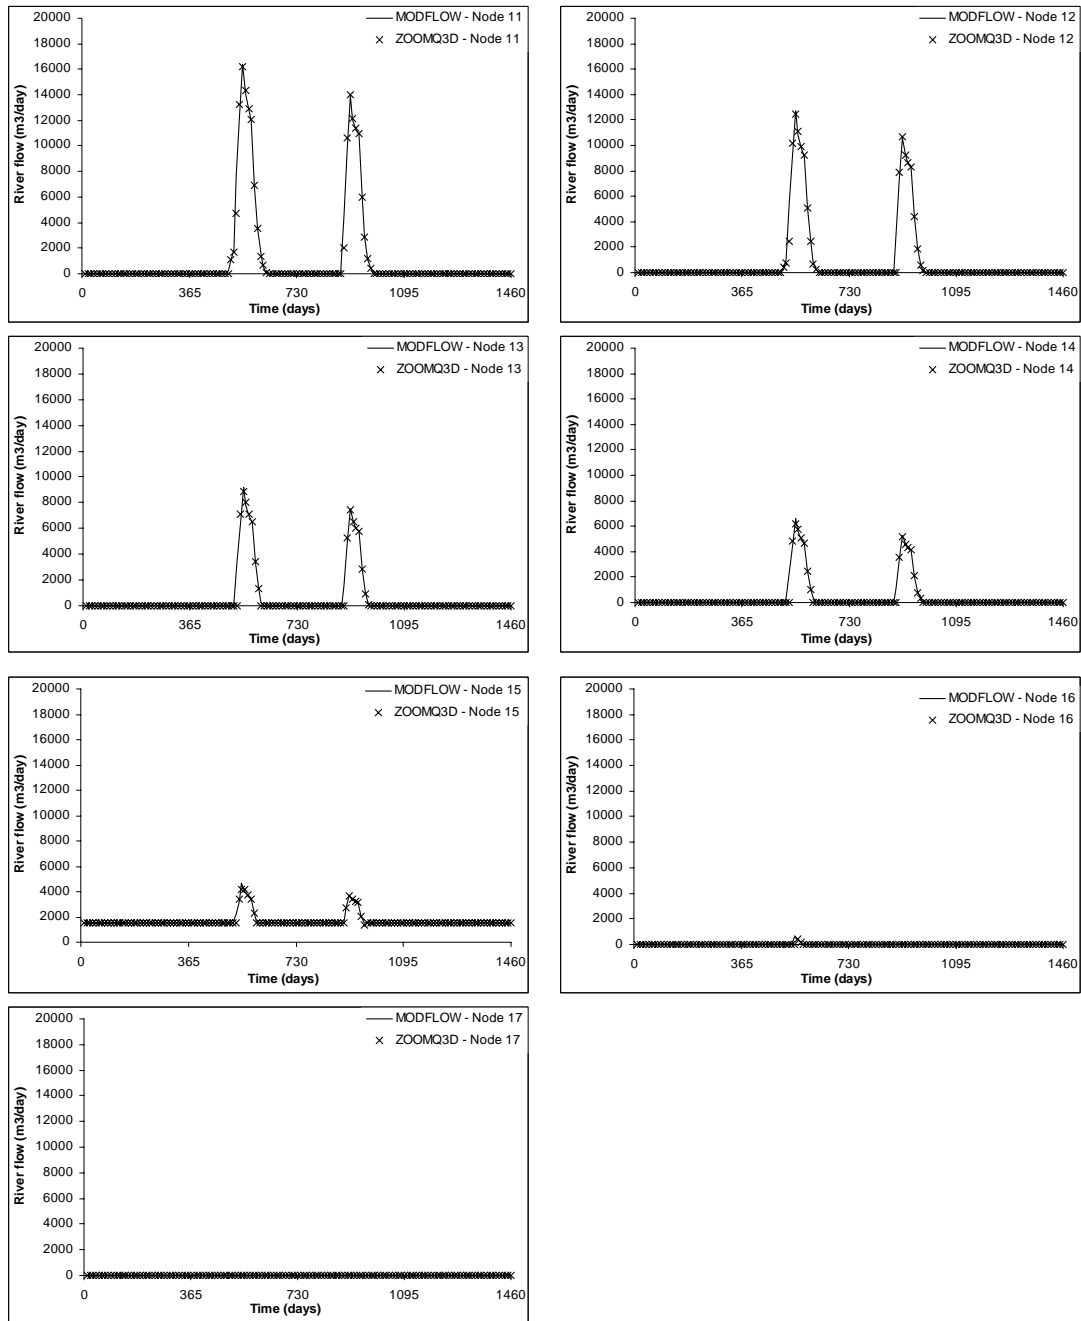 MODFLOW - Node 11
ZOOMQ3D - Node 11
River flow (m3/day)
20000
18000
16000
14000
12000
10000
8000
6000
4000
2000
0
0 365 730 1095 1460
Time (days)
MODFLOW - Node 12
ZOOMQ3D - Node 12
River flow (m3/day)
20000
18000
16000
14000
12000
10000
8000
6000
4000
2000
0
0 365 730 1095 1460
Time (days)
MODFLOW - Node 13
ZOOMQ3D - Node 13
River flow (m3/day)
20000
18000
16000
14000
12000
10000
8000
6000
4000
2000
0
0 365 730 1095 1460
Time (days)
MODFLOW - Node 14
ZOOMQ3D - Node 14
River flow (m3/day)
20000
18000
16000
14000
12000
10000
8000
6000
4000
2000
0
0 365 730 1095 1460
Time (days)
MODFLOW - Node 15
ZOOMQ3D - Node 15
River flow (m3/day)
20000
18000
16000
14000
12000
10000
8000
6000
4000
2000
0
0 365 730 1095 1460
Time (days)
MODFLOW - Node 16
ZOOMQ3D - Node 16
River flow (m3/day)
20000
18000
16000
14000
12000
10000
8000
6000
4000
2000
0
0 365 730 1095 1460
Time (days)
MODFLOW - Node 17
ZOOMQ3D - Node 17
River flow (m3/day)
20000
18000
16000
14000
12000
10000
8000
6000
4000
2000
0
0 365 730 1095 1460
Time (days)